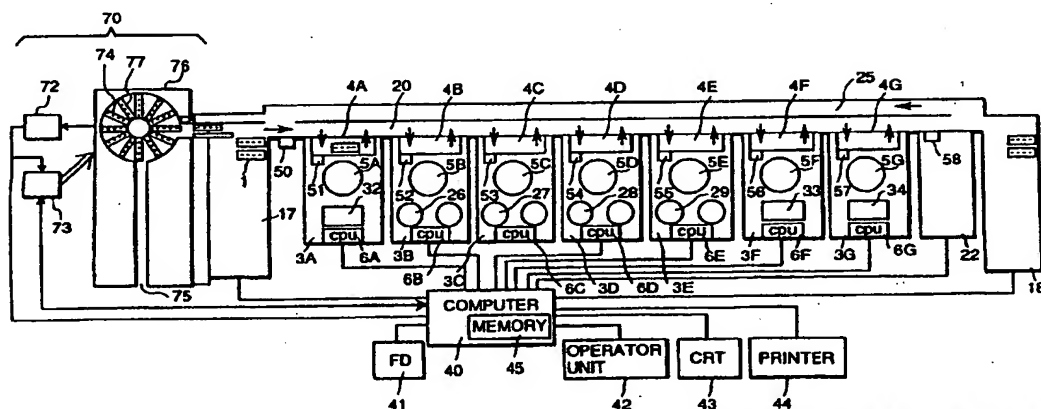 70
74 77 76
72
4A 20 4B 4C 4D 4E 4F 25 4G
1 50 51 5A 52 5B 53 5C 54 5D 55 5E 56 5F 57 5G 58
73 17 32 26 27 28 29 33 34
cpu cpu cpu cpu cpu cpu cpu
3A 6A 3B 3C 3D 6D 3E 6E 3F 6F 3G 6G 22
6B 6C 18
75
COMPUTER
MEMORY
FD 40 45 OPERATOR UNIT CRT PRINTER
41 42 43 44